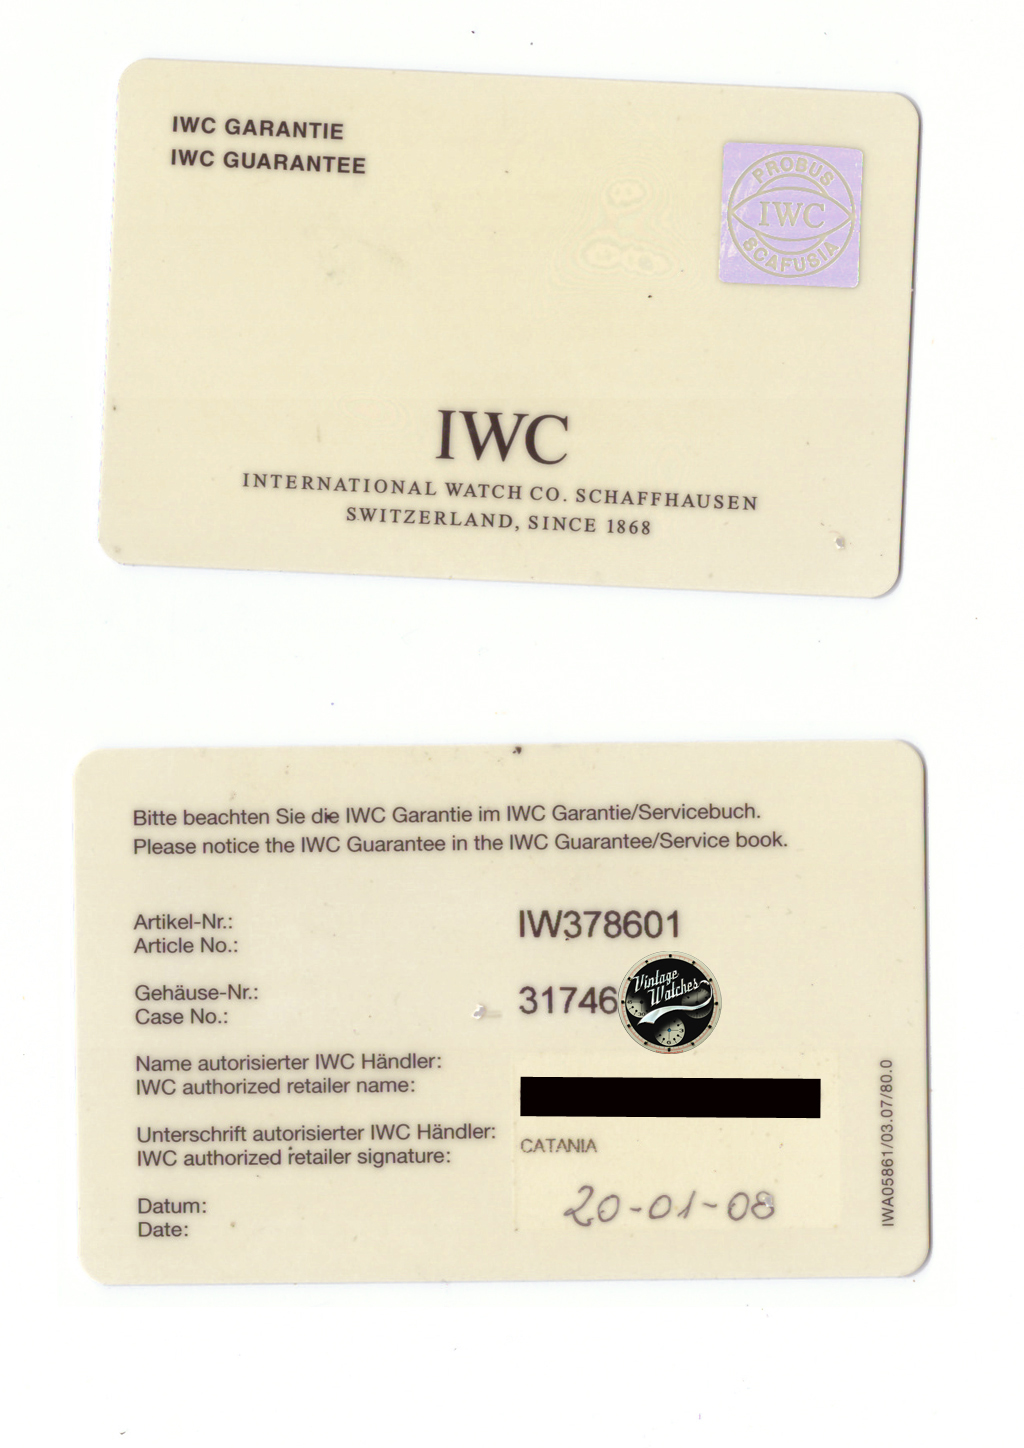 IWC GARANTIE
IWC GUARANTEE
PROBUS
IWC
SCAFUSIA
IWC
INTERNATIONAL WATCH CO. SCHAFFHAUSEN
SWITZERLAND, SINCE 1868
Bitte beachten Sie die IWC Garantie im IWC Garantie/Servicebuch.
Please notice the IWC Guarantee in the IWC Guarantee/Service book.
Artikel-Nr.:
Article No.:
IW378601
Gehäuse-Nr.:
Case No.:
31746
Vintage
Watches
Name autorisierter IWC Händler:
IWC authorized retailer name:
Unterschrift autorisierter IWC Händler:
IWC authorized retailer signature:
CATANIA
Datum:
Date:
20-01-08
IWA05861/03.07/80.0